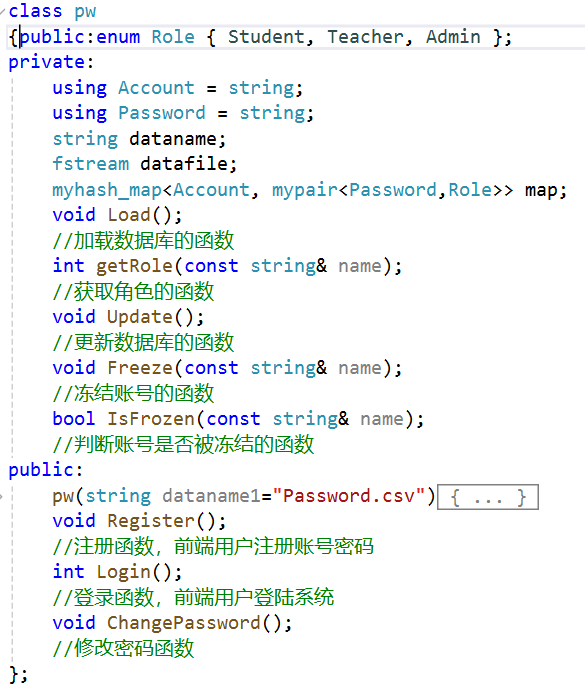 class pw
{public:enum Role { Student, Teacher, Admin };
private:
    using Account = string;
    using Password = string;
    string dataname;
    fstream datafile;
    myhash_map<Account, mypair<Password,Role>> map;
    void Load();
    //加载数据库的函数
    int getRole(const string& name);
    //获取角色的函数
    void Update();
    //更新数据库的函数
    void Freeze(const string& name);
    //冻结账号的函数
    bool IsFrozen(const string& name);
    //判断账号是否被冻结的函数
public:
    pw(string dataname1="Password.csv"){ ... }
    void Register();
    //注册函数，前端用户注册账号密码
    int Login();
    //登录函数，前端用户登陆系统
    void ChangePassword();
    //修改密码函数
};